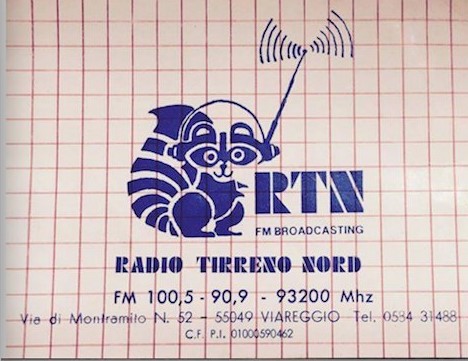 RTN
FM BROADCASTING
RADIO TIRRENO NORD
FM 100,5 - 90,9 - 93200 Mhz
Via di Montramito N. 52 - 55049 VIAREGGIO Tel. 0584 31488
C.F. P.I. 01000590462